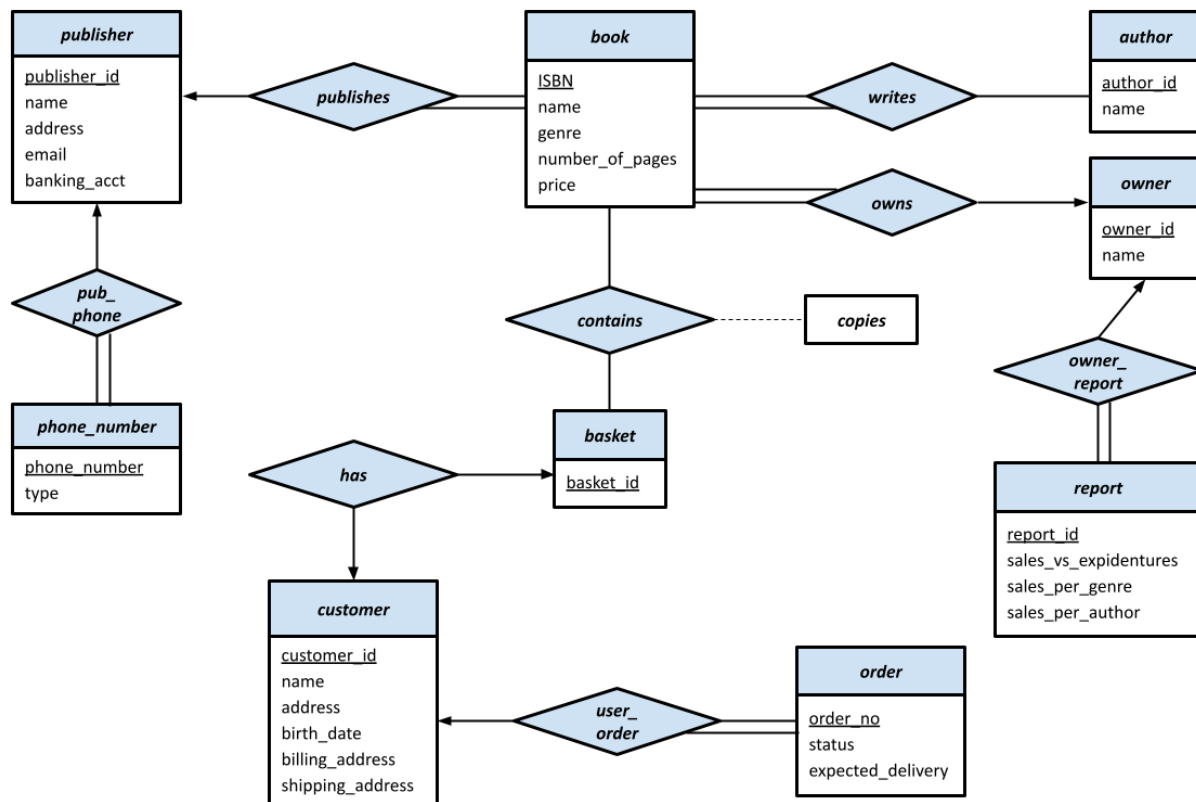 publisher
publisher_id
name
address
email
banking_acct
publishes
book
ISBN
name
genre
number_of_pages
price
writes
author
author_id
name
owns
owner
owner_id
name
pub_
phone
contains
copies
owner_
report
phone_number
phone_number
type
has
basket
basket_id
report
report_id
sales_vs_expidentures
sales_per_genre
sales_per_author
customer
customer_id
name
address
birth_date
billing_address
shipping_address
user_
order
order
order_no
status
expected_delivery